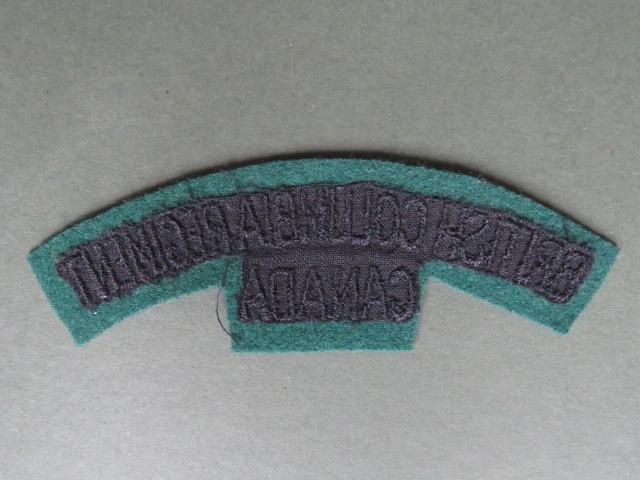 BRITISH COLUMBIA REGIMENT
CANADA